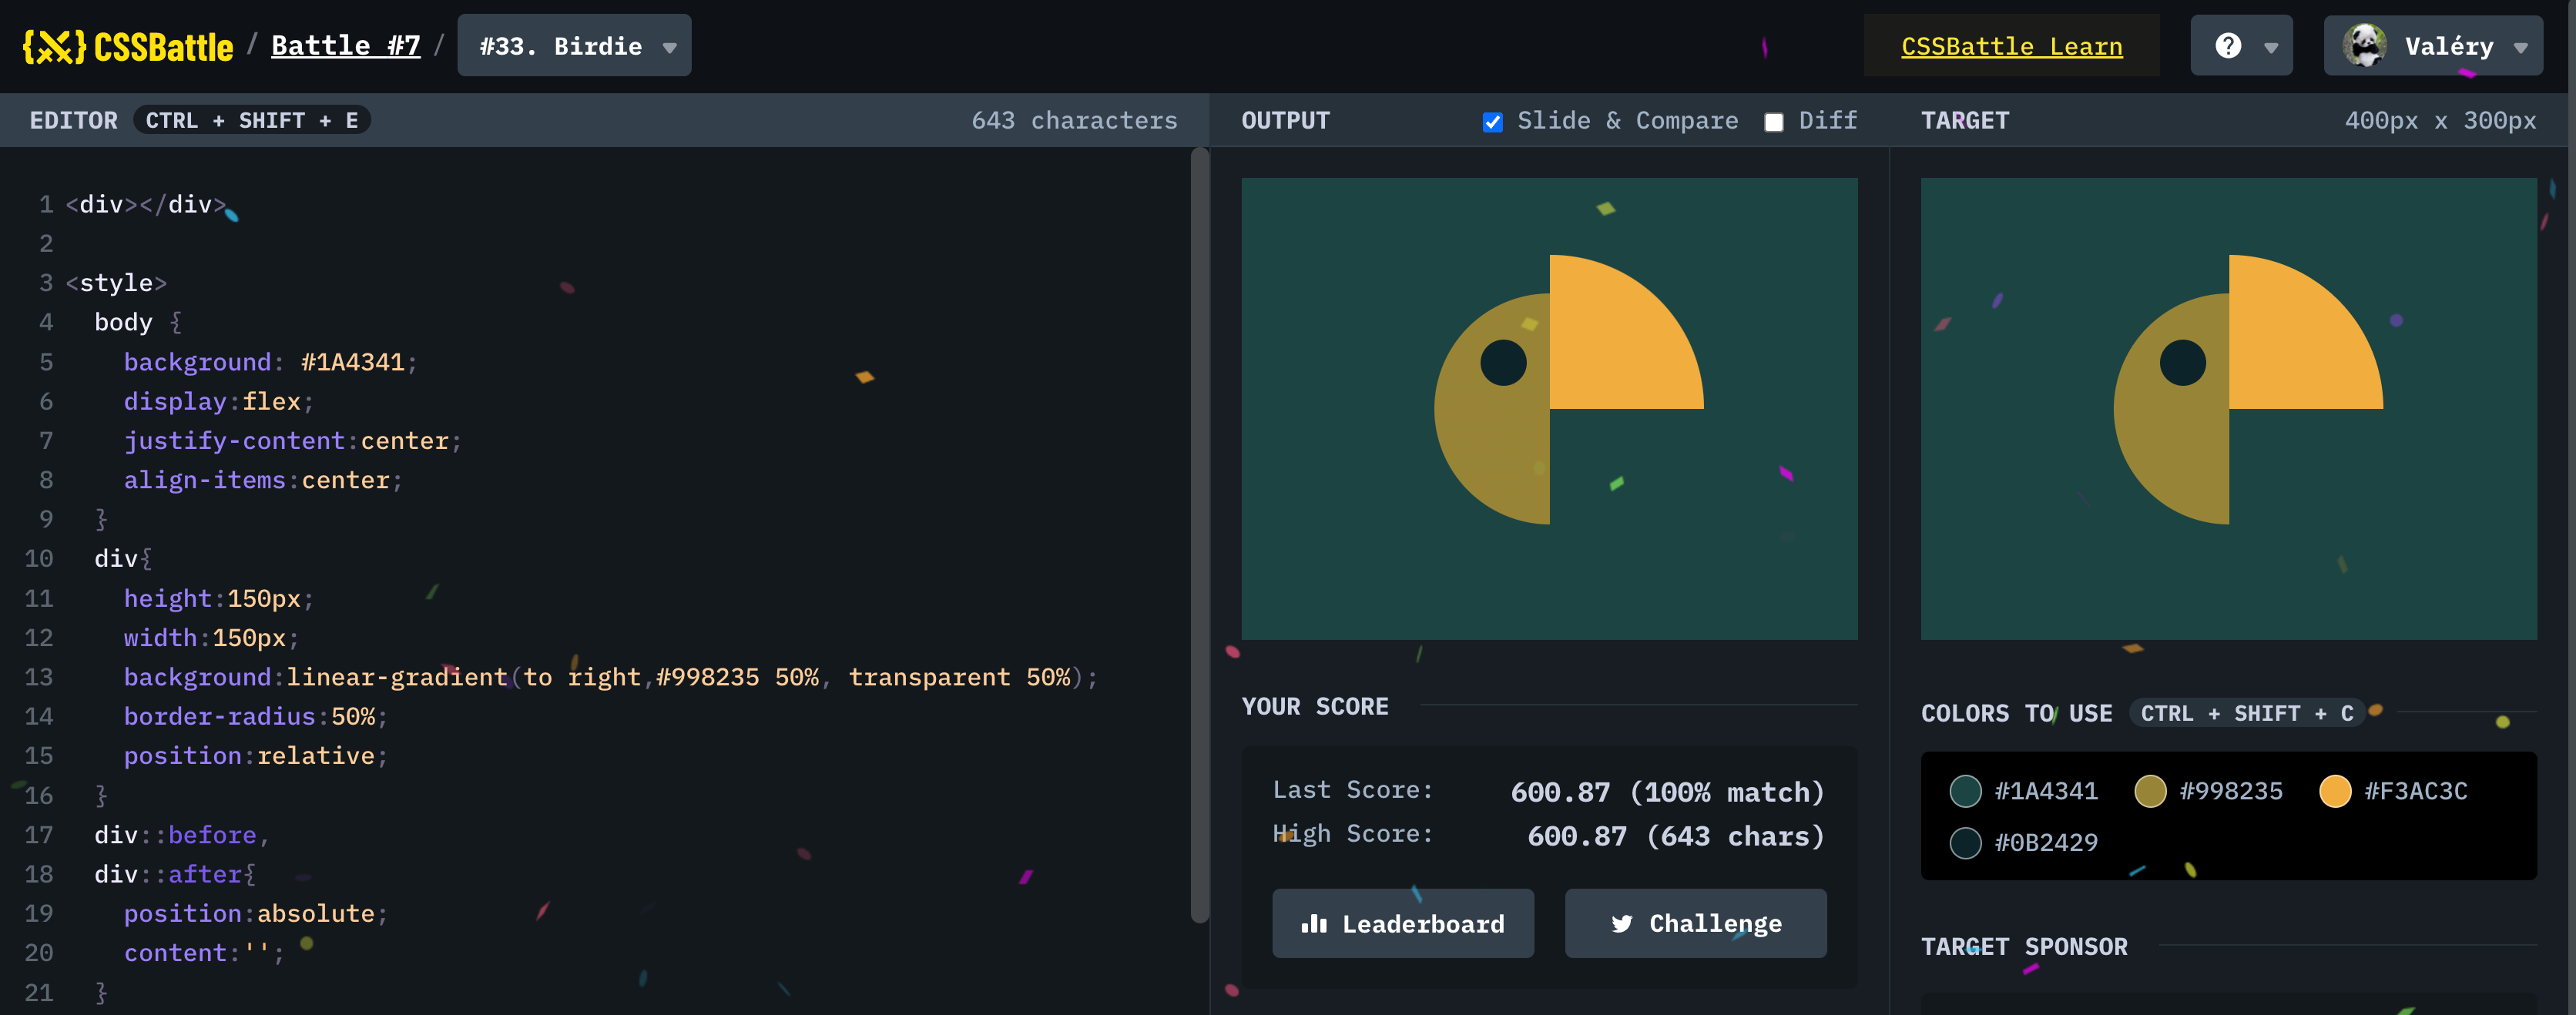 {X} CSSBattle / Battle #7 / #33. Birdie
CSSBattle Learn
?
Valéry
EDITOR CTRL + SHIFT + E
643 characters
1 <div></div>
2
3 <style>
4 body {
5 background: #1A4341;
6 display:flex;
7 justify-content:center;
8 align-items:center;
9 }
10 div{
11 height:150px;
12 width:150px;
13 background:linear-gradient(to right,#998235 50%, transparent 50%);
14 border-radius:50%;
15 position:relative;
16 }
17 div::before,
18 div::after{
19 position:absolute;
20 content:'';
21 }
OUTPUT
Slide & Compare
Diff
YOUR SCORE
Last Score: 600.87 (100% match)
High Score: 600.87 (643 chars)
Leaderboard
Challenge
TARGET
400px x 300px
COLORS TO USE CTRL + SHIFT + C
#1A4341 #998235 #F3AC3C
#0B2429
TARGET SPONSOR